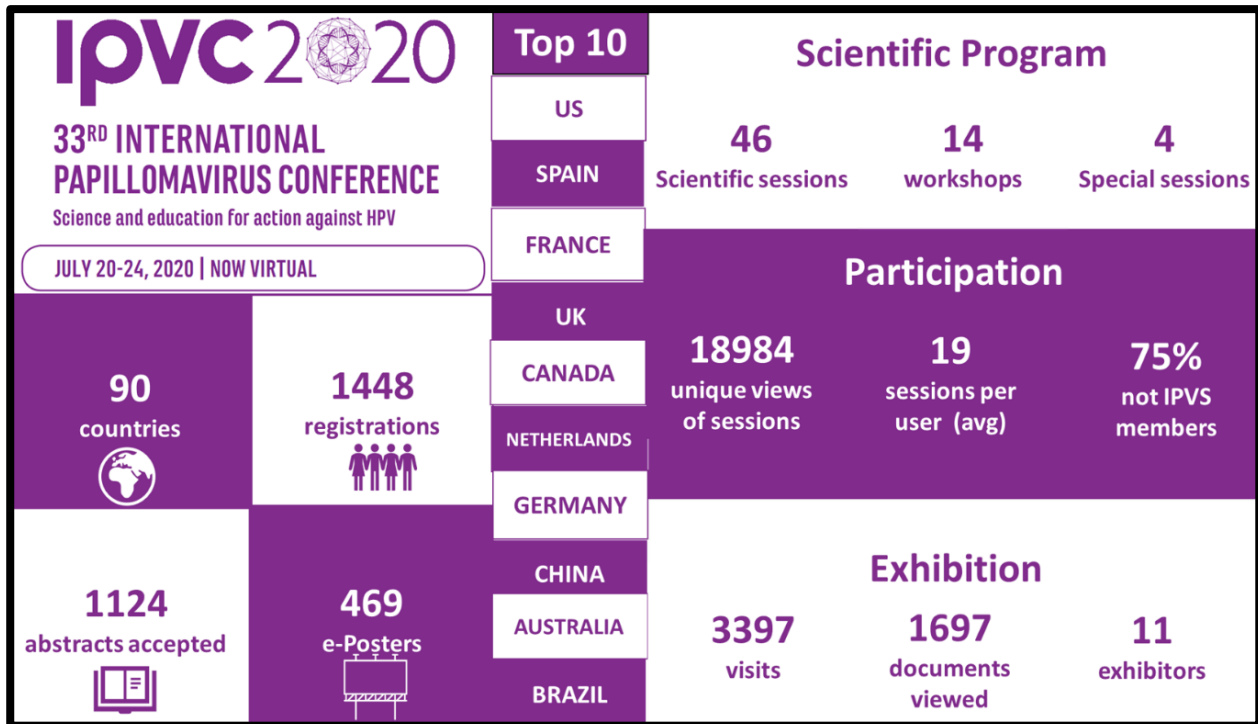 IPVC 2020
33RD INTERNATIONAL
PAPILLOMAVIRUS CONFERENCE
Science and education for action against HPV
JULY 20-24, 2020 | NOW VIRTUAL
90
countries
1448
registrations
1124
abstracts accepted
469
e-Posters
Top 10
US
SPAIN
FRANCE
UK
CANADA
NETHERLANDS
GERMANY
CHINA
AUSTRALIA
BRAZIL
Scientific Program
46
Scientific sessions
14
workshops
4
Special sessions
Participation
18984
unique views
of sessions
19
sessions per
user (avg)
75%
not IPVS
members
Exhibition
3397
visits
1697
documents
viewed
11
exhibitors